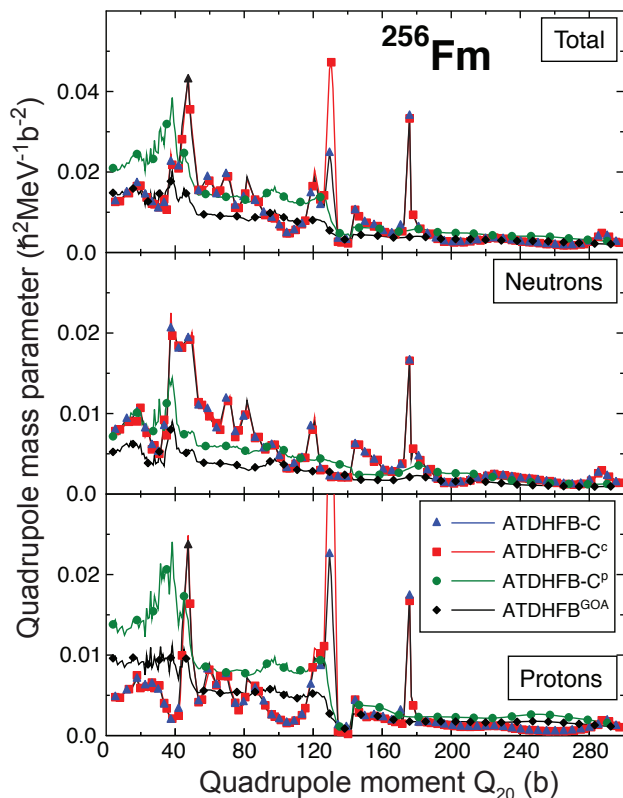 ²⁵⁶Fm
Total
0.04
0.02
0.0
Neutrons
0.02
0.01
0.0
ATDHFB-C
ATDHFB-Cᶜ
ATDHFB-Cᵖ
ATDHFBᴳᴼᴬ
Protons
0.02
0.01
0.0
0 40 80 120 160 200 240 280
Quadrupole moment Q₂₀ (b)
Quadrupole mass parameter (ħ²MeV⁻¹b⁻²)